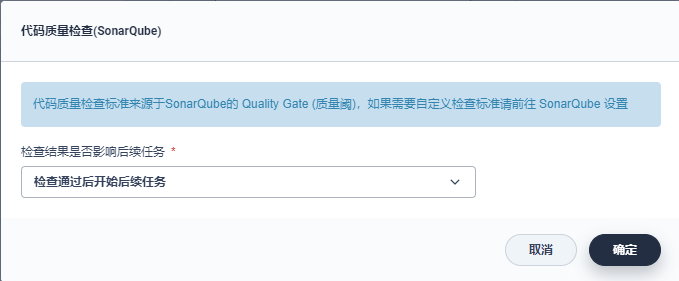 代码质量检查(SonarQube)
代码质量检查标准来源于SonarQube的 Quality Gate (质量阈)，如果需要自定义检查标准请前往 SonarQube 设置
检查结果是否影响后续任务 *
检查通过后开始后续任务
取消 确定